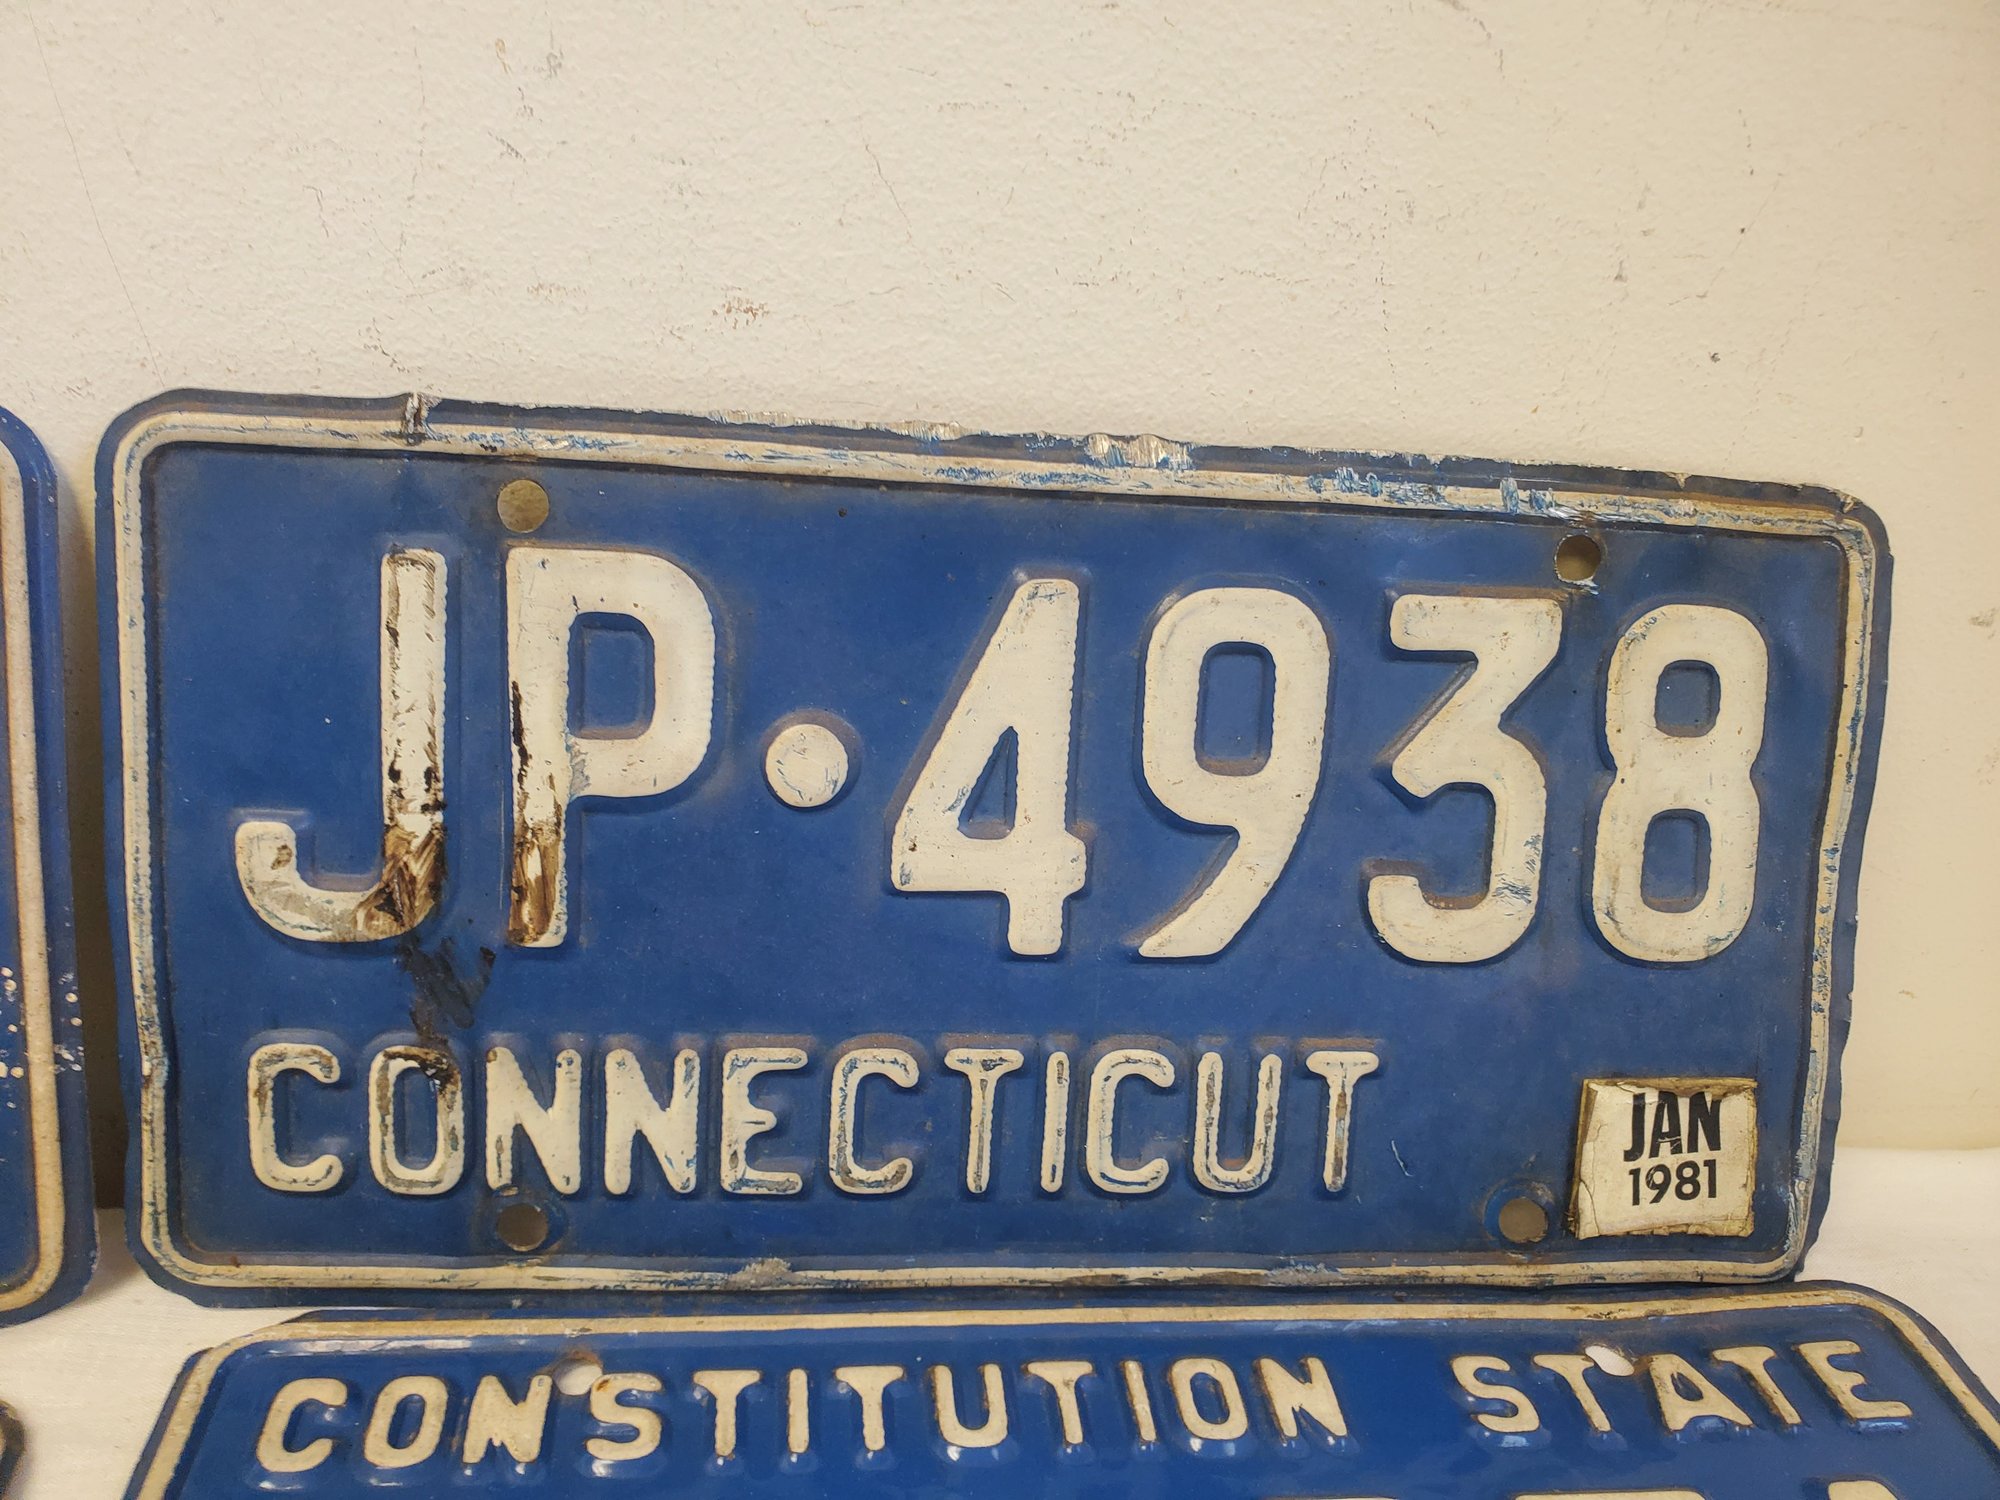 JP·4938
CONNECTICUT
JAN
1981
CONSTITUTION STATE